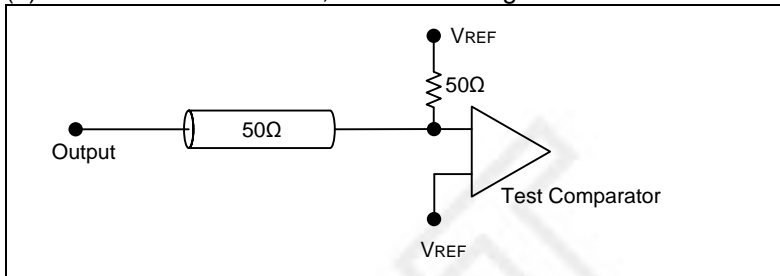 VREF
50Ω
50Ω
Output
Test Comparator
VREF